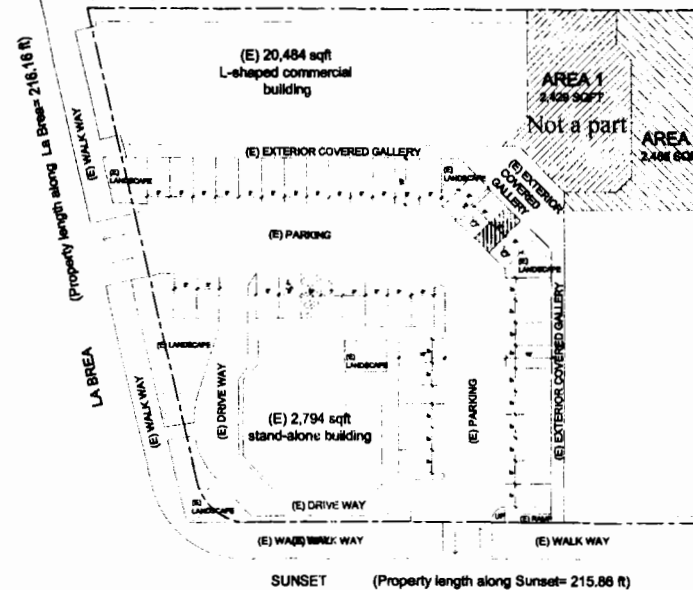 (E) 20,484 sqft
L-shaped commercial
building
AREA 1
2,429 SQFT
Not a part
AREA
(Property length along La Brea= 216.16 ft)
(E) WALK WAY
(E) EXTERIOR COVERED GALLERY
(E)
LANDSCAPE
(E)
LANDSCAPE
(E) EXTERIOR
COVERED
GALLERY
(E) PARKING
(E)
LANDSCAPE
LA BREA
(E) WALK WAY
(E) LANDSCAPE
(E) DRIVE WAY
(E)
LANDSCAPE
(E) 2,794 sqft
stand-alone building
(E) PARKING
(E) EXTERIOR COVERED GALLERY
(E)
LANDSCAPE
(E) DRIVE WAY
UP
(E) RAMP
(E) WALK WAY
(E) WALK WAY
SUNSET
(Property length along Sunset= 215.86 ft)